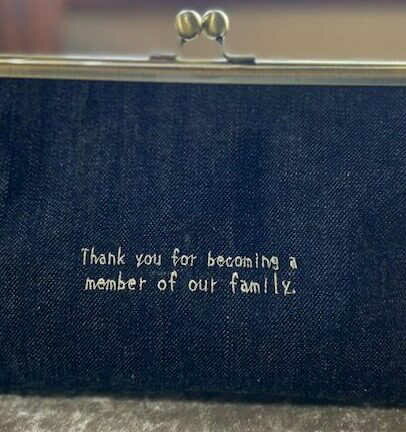 Thank you for becoming a
member of our family.